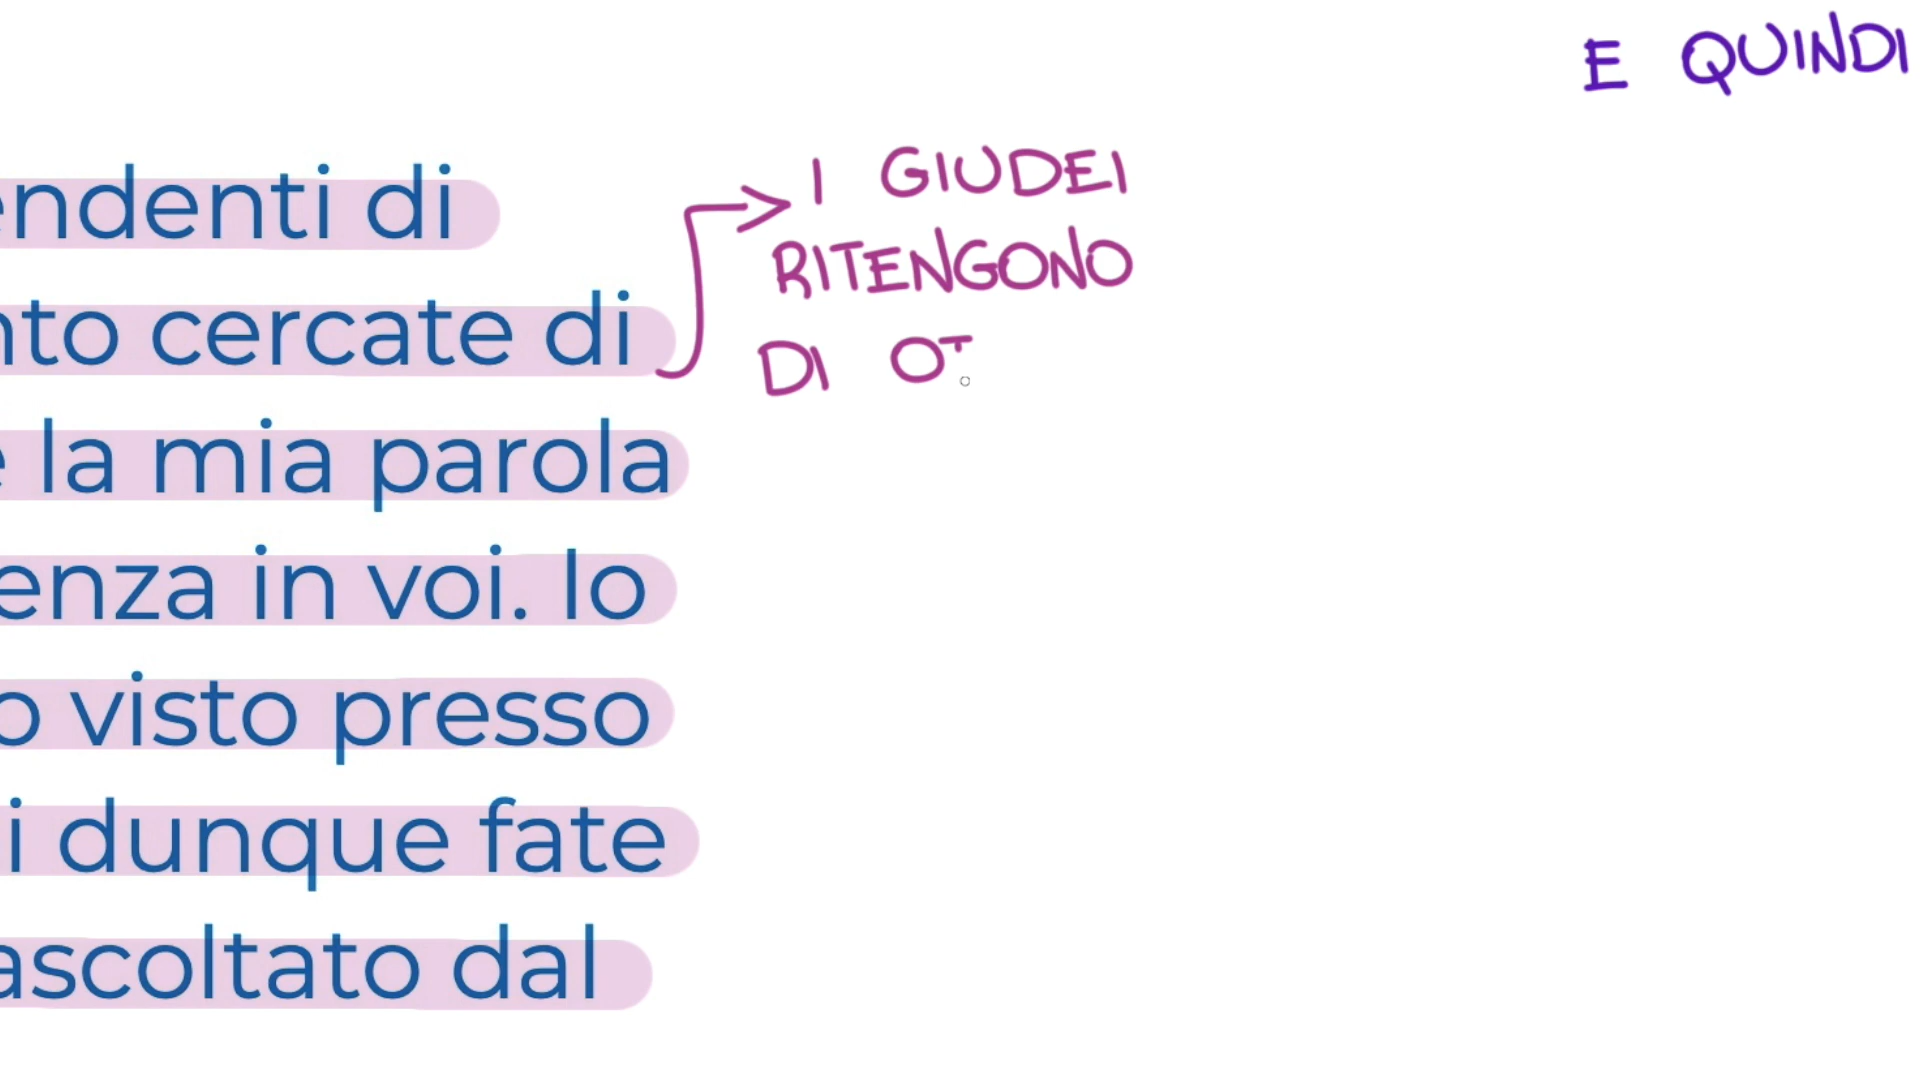 E QUINDI
endenti di
nto cercate di
e la mia parola
enza in voi. Io
o visto presso
i dunque fate
ascoltato dal
I GIUDEI
RITENGONO
DI OT